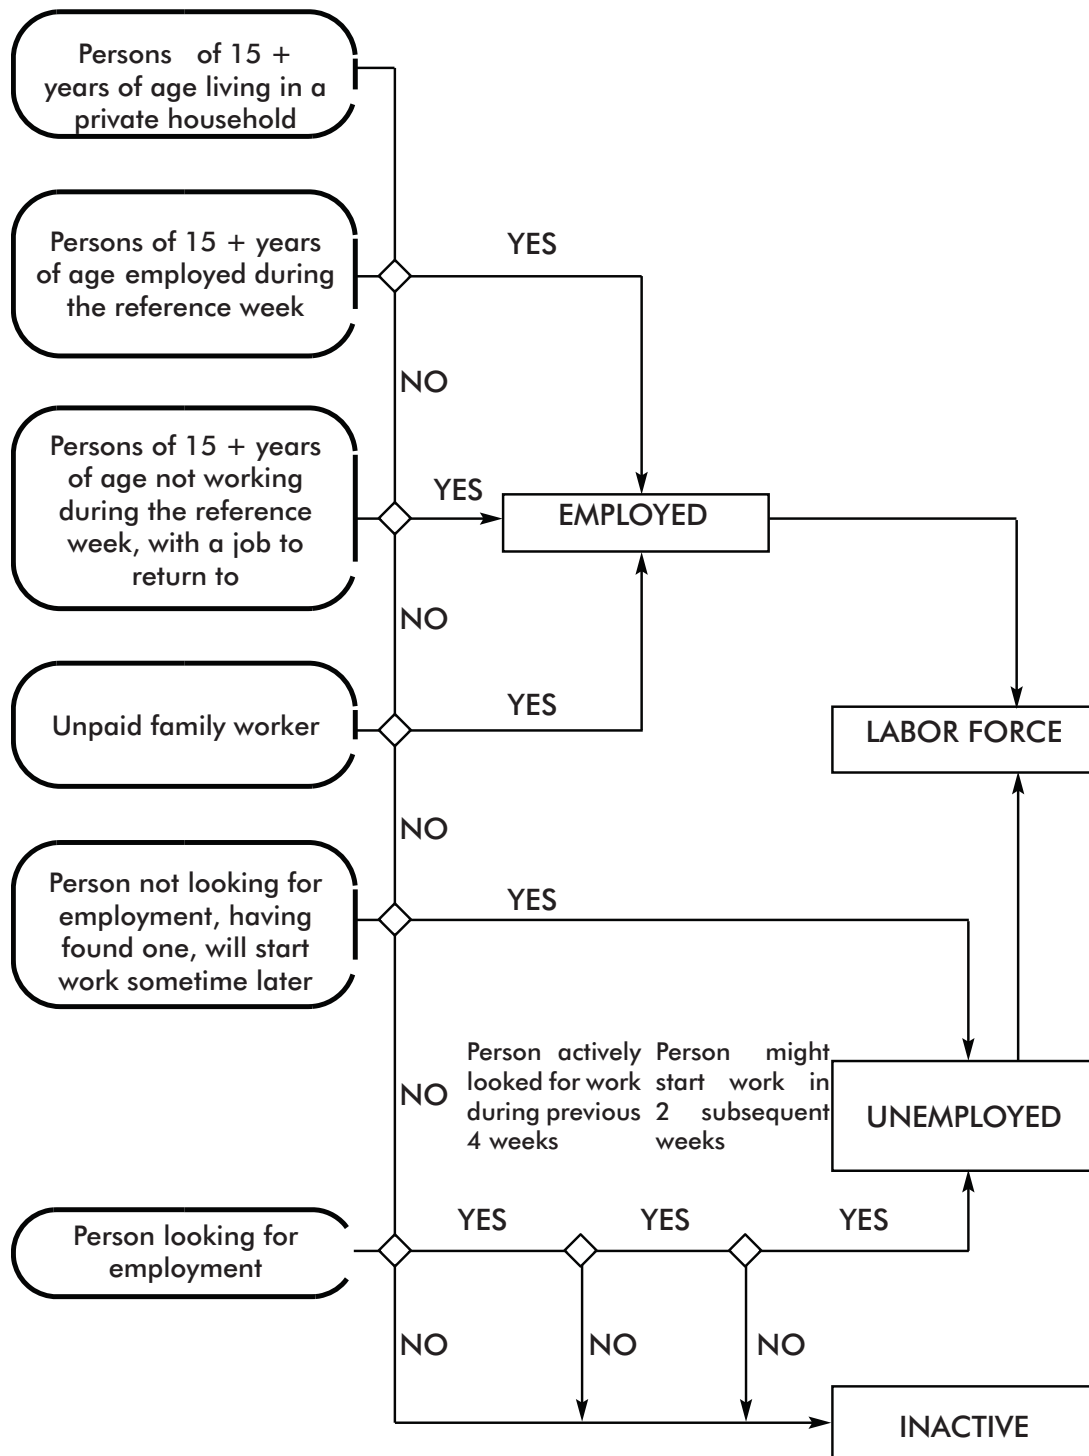 Persons of 15 +
years of age living in a
private household
Persons of 15 + years
of age employed during
the reference week
YES
NO
Persons of 15 + years
of age not working
during the reference
week, with a job to
return to
YES
EMPLOYED
NO
Unpaid family worker
YES
LABOR FORCE
NO
Person not looking for
employment, having
found one, will start
work sometime later
YES
NO
Person actively
looked for work
during previous
4 weeks
Person might
start work in
2 subsequent
weeks
UNEMPLOYED
Person looking for
employment
YES
YES
YES
NO
NO
NO
INACTIVE